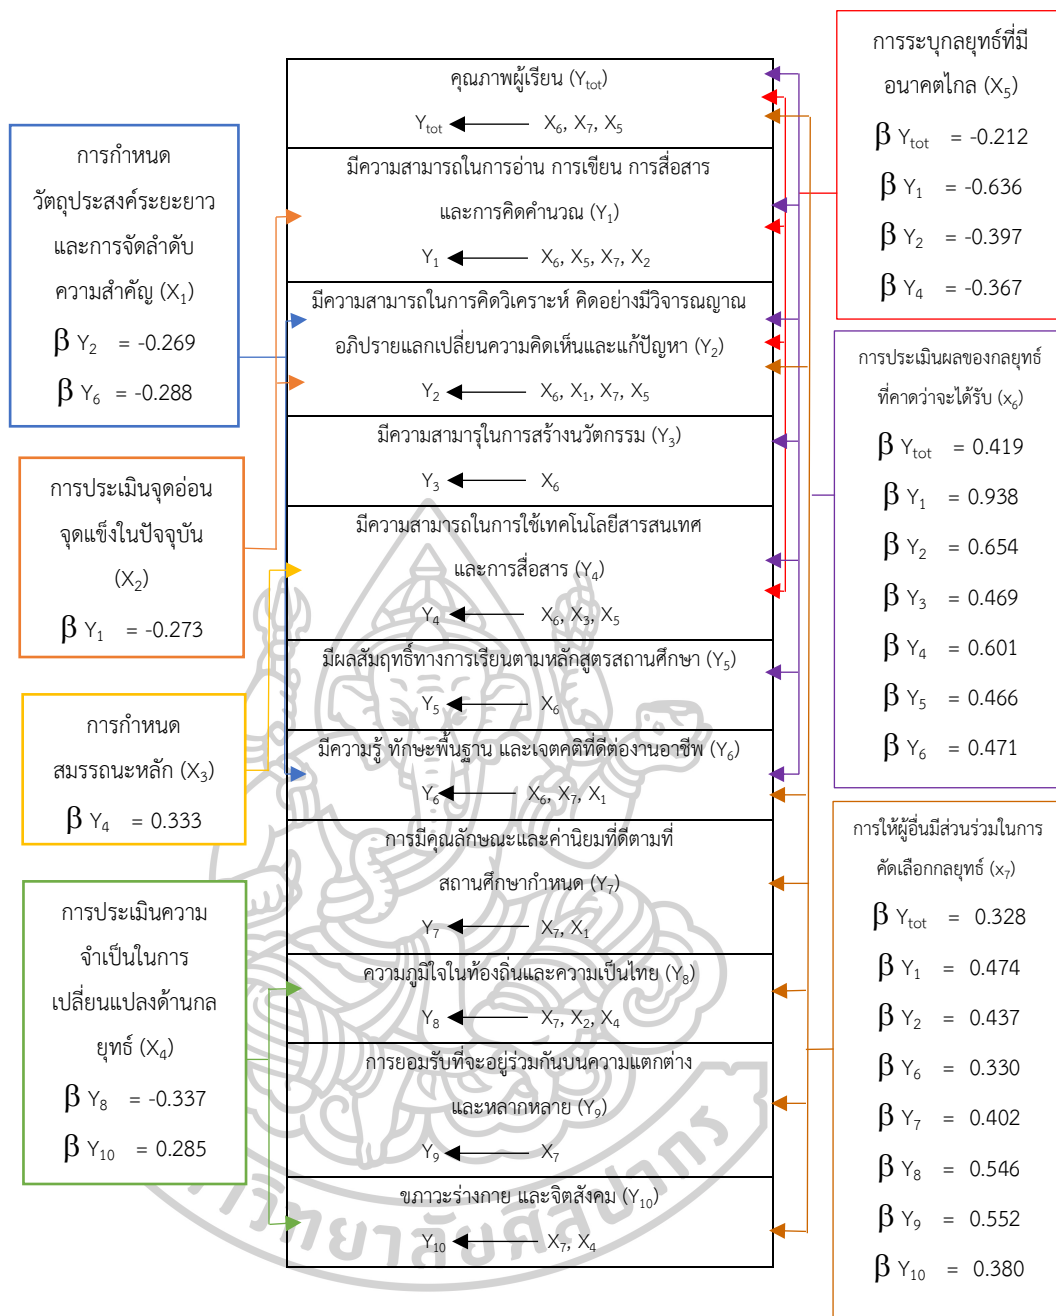 การกำหนด
วัตถุประสงค์ระยะยาว
และการจัดลำดับ
ความสำคัญ (X1)
β Y2 = -0.269
β Y6 = -0.288
การประเมินจุดอ่อน
จุดแข็งในปัจจุบัน
(X2)
β Y1 = -0.273
การกำหนด
สมรรถนะหลัก (X3)
β Y4 = 0.333
การประเมินความ
จำเป็นในการ
เปลี่ยนแปลงด้านกล
ยุทธ์ (X4)
β Y8 = -0.337
β Y10 = 0.285
คุณภาพผู้เรียน (Ytot)
Ytot X6, X7, X5
มีความสามารถในการอ่าน การเขียน การสื่อสาร
และการคิดคำนวณ (Y1)
Y1 X6, X5, X7, X2
มีความสามารถในการคิดวิเคราะห์ คิดอย่างมีวิจารณญาณ
อภิปรายแลกเปลี่ยนความคิดเห็นและแก้ปัญหา (Y2)
Y2 X6, X1, X7, X5
มีความสามารุในการสร้างนวัตกรรม (Y3)
Y3 X6
มีความสามารถในการใช้เทคโนโลยีสารสนเทศ
และการสื่อสาร (Y4)
Y4 X6, X3, X5
มีผลสัมฤทธิ์ทางการเรียนตามหลักสูตรสถานศึกษา (Y5)
Y5 X6
มีความรู้ ทักษะพื้นฐาน และเจตคติที่ดีต่องานอาชีพ (Y6)
Y6 X6, X7, X1
การมีคุณลักษณะและค่านิยมที่ดีตามที่
สถานศึกษากำหนด (Y7)
Y7 X7, X1
ความภูมิใจในท้องถิ่นและความเป็นไทย (Y8)
Y8 X7, X2, X4
การยอมรับที่จะอยู่ร่วมกันบนความแตกต่าง
และหลากหลาย (Y9)
Y9 X7
ขภาวะร่างกาย และจิตสังคม (Y10)
Y10 X7, X4
การระบุกลยุทธ์ที่มี
อนาคตไกล (X5)
β Ytot = -0.212
β Y1 = -0.636
β Y2 = -0.397
β Y4 = -0.367
การประเมินผลของกลยุทธ์
ที่คาดว่าจะได้รับ (x6)
β Ytot = 0.419
β Y1 = 0.938
β Y2 = 0.654
β Y3 = 0.469
β Y4 = 0.601
β Y5 = 0.466
β Y6 = 0.471
การให้ผู้อื่นมีส่วนร่วมในการ
คัดเลือกกลยุทธ์ (x7)
β Ytot = 0.328
β Y1 = 0.474
β Y2 = 0.437
β Y6 = 0.330
β Y7 = 0.402
β Y8 = 0.546
β Y9 = 0.552
β Y10 = 0.380